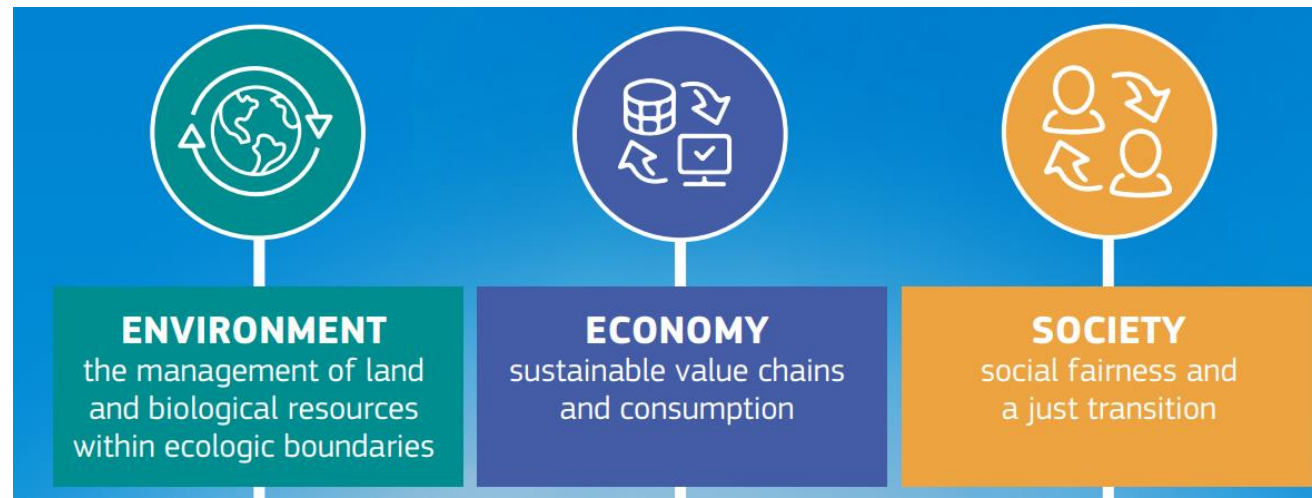 ENVIRONMENT
the management of land
and biological resources
within ecologic boundaries
ECONOMY
sustainable value chains
and consumption
SOCIETY
social fairness and
a just transition